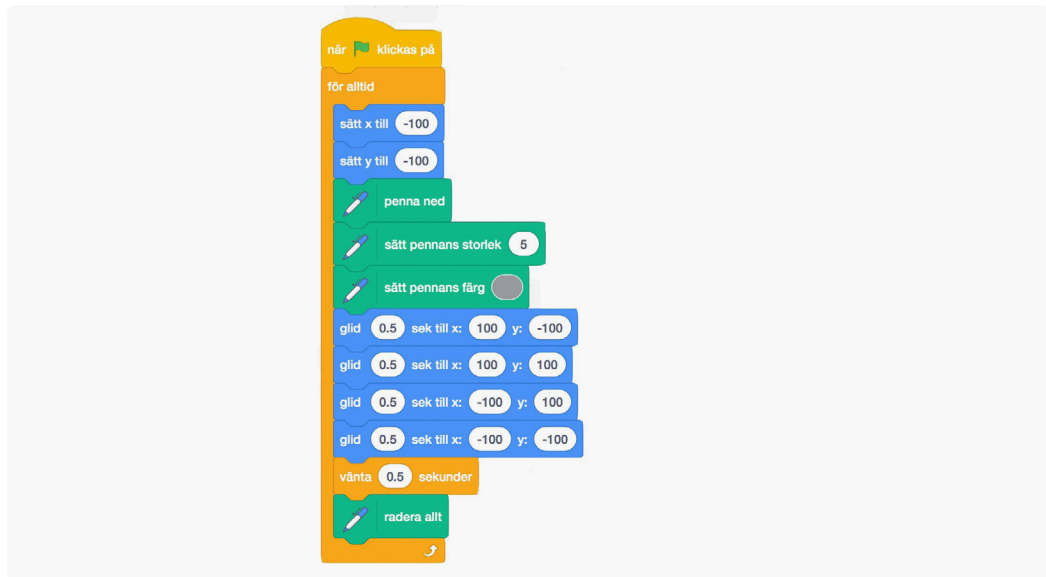 när klickas på
för alltid
sätt x till -100
sätt y till -100
penna ned
sätt pennans storlek 5
sätt pennans färg
glid 0.5 sek till x: 100 y: -100
glid 0.5 sek till x: 100 y: 100
glid 0.5 sek till x: -100 y: 100
glid 0.5 sek till x: -100 y: -100
vänta 0.5 sekunder
radera allt